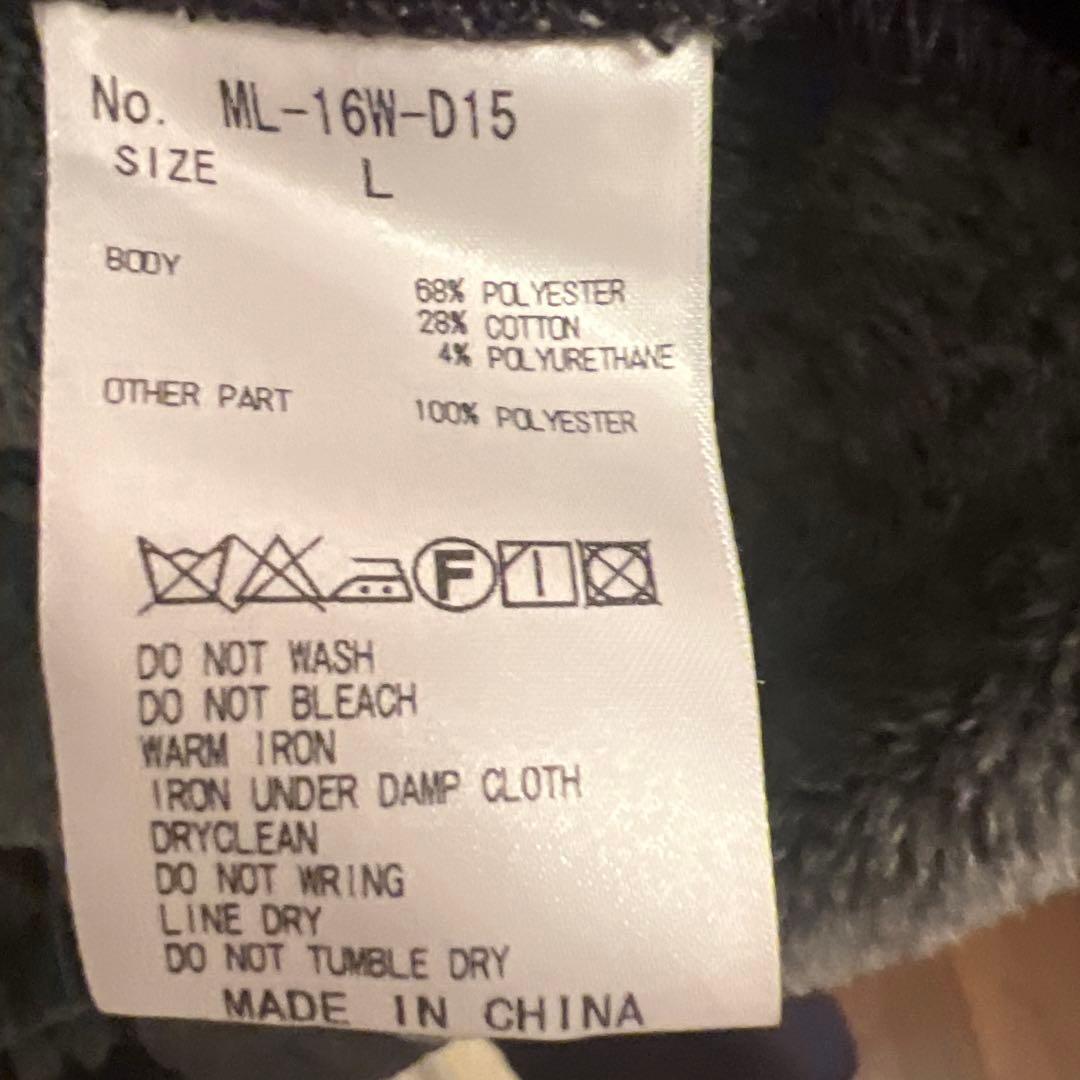 No. ML-16W-D15
SIZE L
BODY
68% POLYESTER
28% COTTON
4% POLYURETHANE
OTHER PART 100% POLYESTER
F
DO NOT WASH
DO NOT BLEACH
WARM IRON
IRON UNDER DAMP CLOTH
DRYCLEAN
DO NOT WRING
LINE DRY
DO NOT TUMBLE DRY
MADE IN CHINA